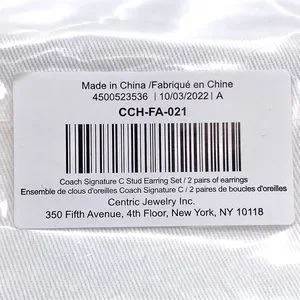 Made in China /Fabriqué en Chine
4500523536 | 10/03/2022 | A
CCH-FA-021
Coach Signature C Stud Earring Set / 2 pairs of earrings
Ensemble de clous d'oreilles Coach Signature C / 2 paires de boucles d'oreilles
Centric Jewelry Inc.
350 Fifth Avenue, 4th Floor, New York, NY 10118